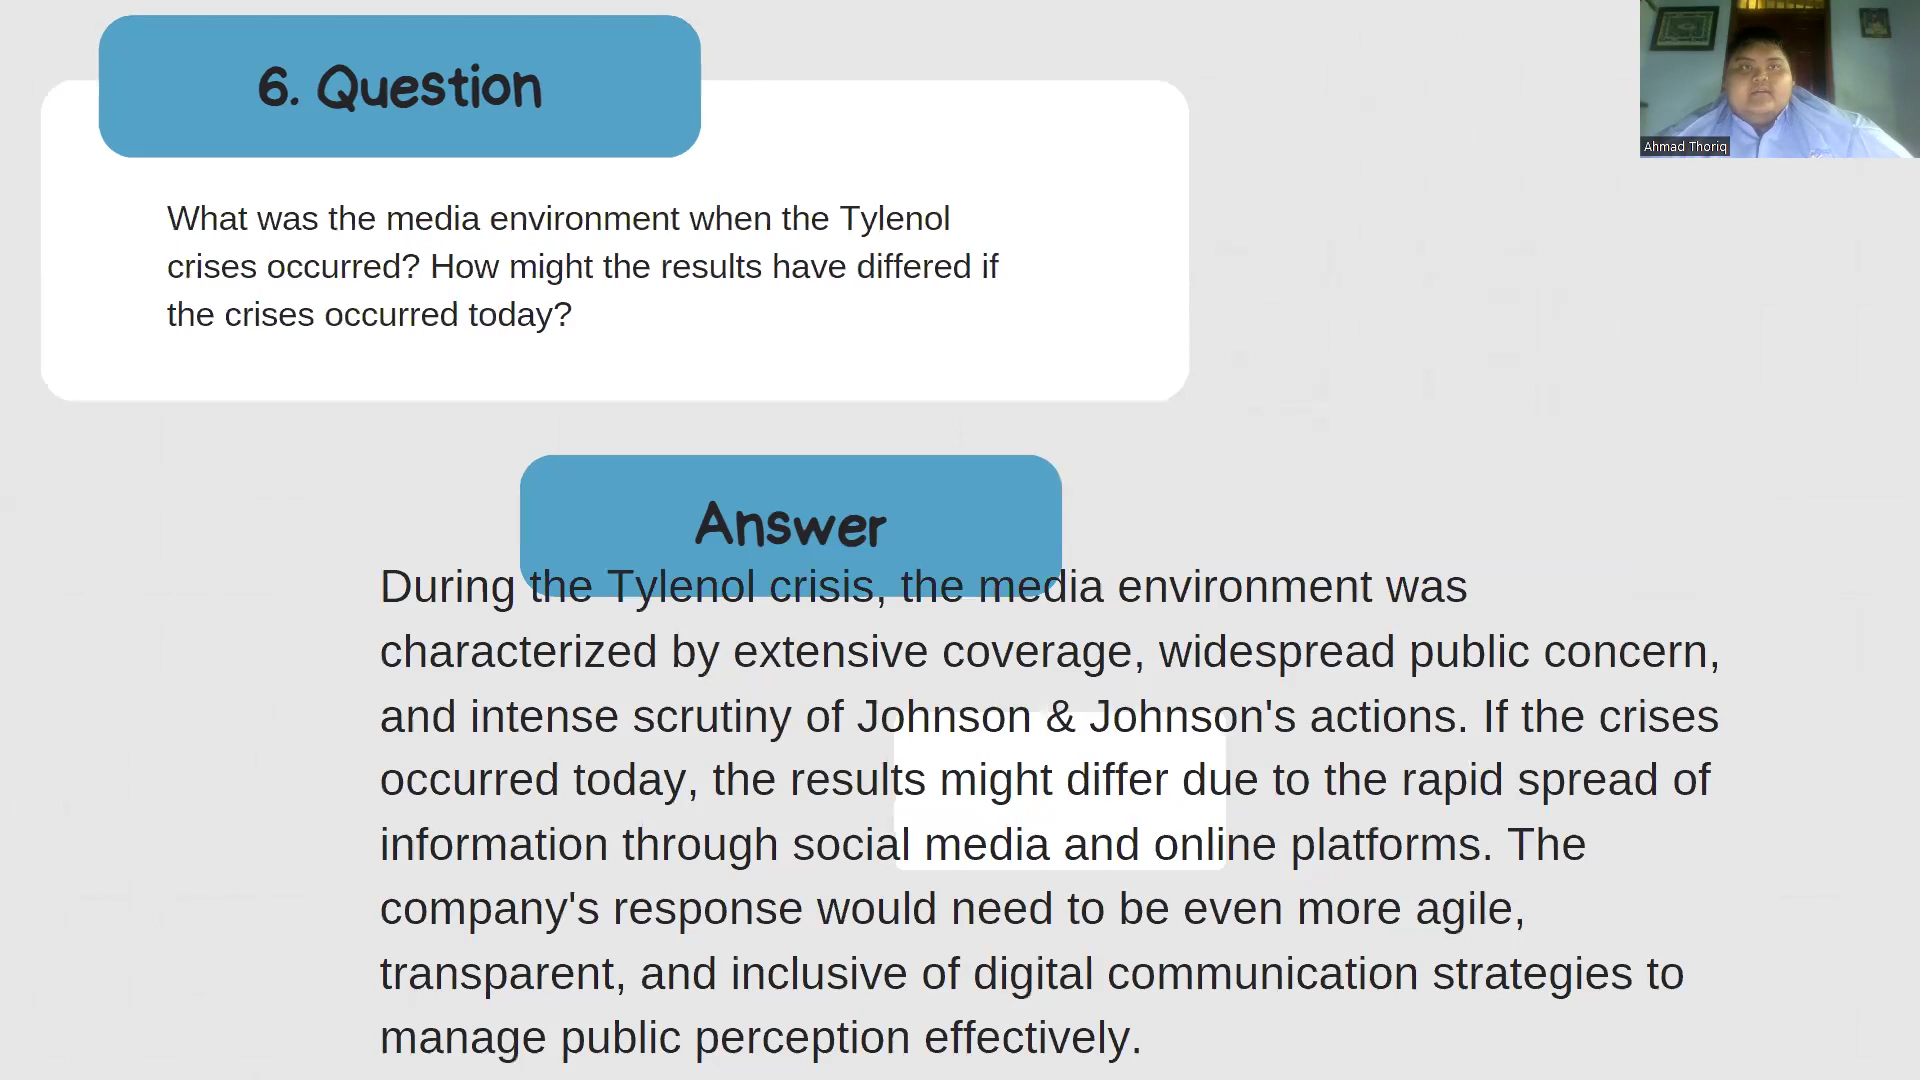 6. Question
What was the media environment when the Tylenol
crises occurred? How might the results have differed if
the crises occurred today?
Ahmad Thoriq
Answer
During the Tylenol crisis, the media environment was
characterized by extensive coverage, widespread public concern,
and intense scrutiny of Johnson & Johnson's actions. If the crises
occurred today, the results might differ due to the rapid spread of
information through social media and online platforms. The
company's response would need to be even more agile,
transparent, and inclusive of digital communication strategies to
manage public perception effectively.